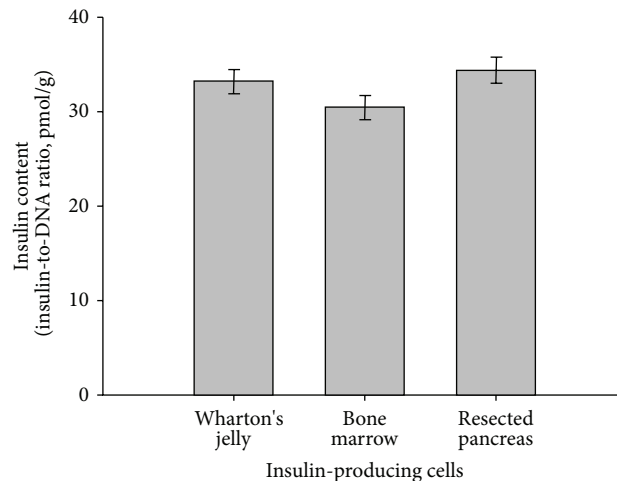 Insulin content
(insulin-to-DNA ratio, pmol/g)
40
30
20
10
0
Wharton's
jelly
Bone
marrow
Resected
pancreas
Insulin-producing cells